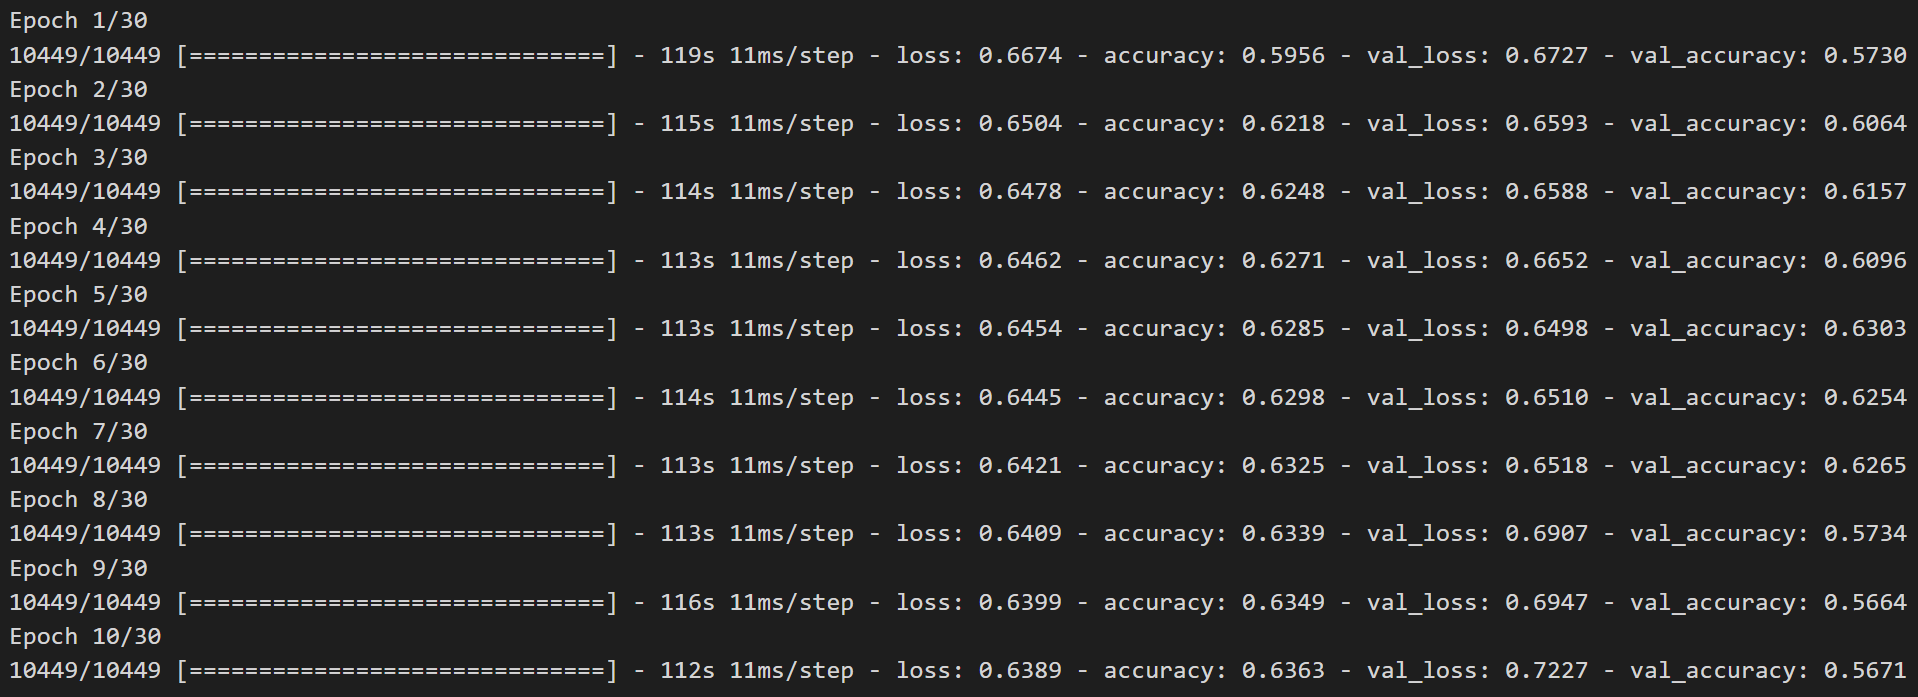 Epoch 1/30
10449/10449 [==============================] - 119s 11ms/step - loss: 0.6674 - accuracy: 0.5956 - val_loss: 0.6727 - val_accuracy: 0.5730
Epoch 2/30
10449/10449 [==============================] - 115s 11ms/step - loss: 0.6504 - accuracy: 0.6218 - val_loss: 0.6593 - val_accuracy: 0.6064
Epoch 3/30
10449/10449 [==============================] - 114s 11ms/step - loss: 0.6478 - accuracy: 0.6248 - val_loss: 0.6588 - val_accuracy: 0.6157
Epoch 4/30
10449/10449 [==============================] - 113s 11ms/step - loss: 0.6462 - accuracy: 0.6271 - val_loss: 0.6652 - val_accuracy: 0.6096
Epoch 5/30
10449/10449 [==============================] - 113s 11ms/step - loss: 0.6454 - accuracy: 0.6285 - val_loss: 0.6498 - val_accuracy: 0.6303
Epoch 6/30
10449/10449 [==============================] - 114s 11ms/step - loss: 0.6445 - accuracy: 0.6298 - val_loss: 0.6510 - val_accuracy: 0.6254
Epoch 7/30
10449/10449 [==============================] - 113s 11ms/step - loss: 0.6421 - accuracy: 0.6325 - val_loss: 0.6518 - val_accuracy: 0.6265
Epoch 8/30
10449/10449 [==============================] - 113s 11ms/step - loss: 0.6409 - accuracy: 0.6339 - val_loss: 0.6907 - val_accuracy: 0.5734
Epoch 9/30
10449/10449 [==============================] - 116s 11ms/step - loss: 0.6399 - accuracy: 0.6349 - val_loss: 0.6947 - val_accuracy: 0.5664
Epoch 10/30
10449/10449 [==============================] - 112s 11ms/step - loss: 0.6389 - accuracy: 0.6363 - val_loss: 0.7227 - val_accuracy: 0.5671